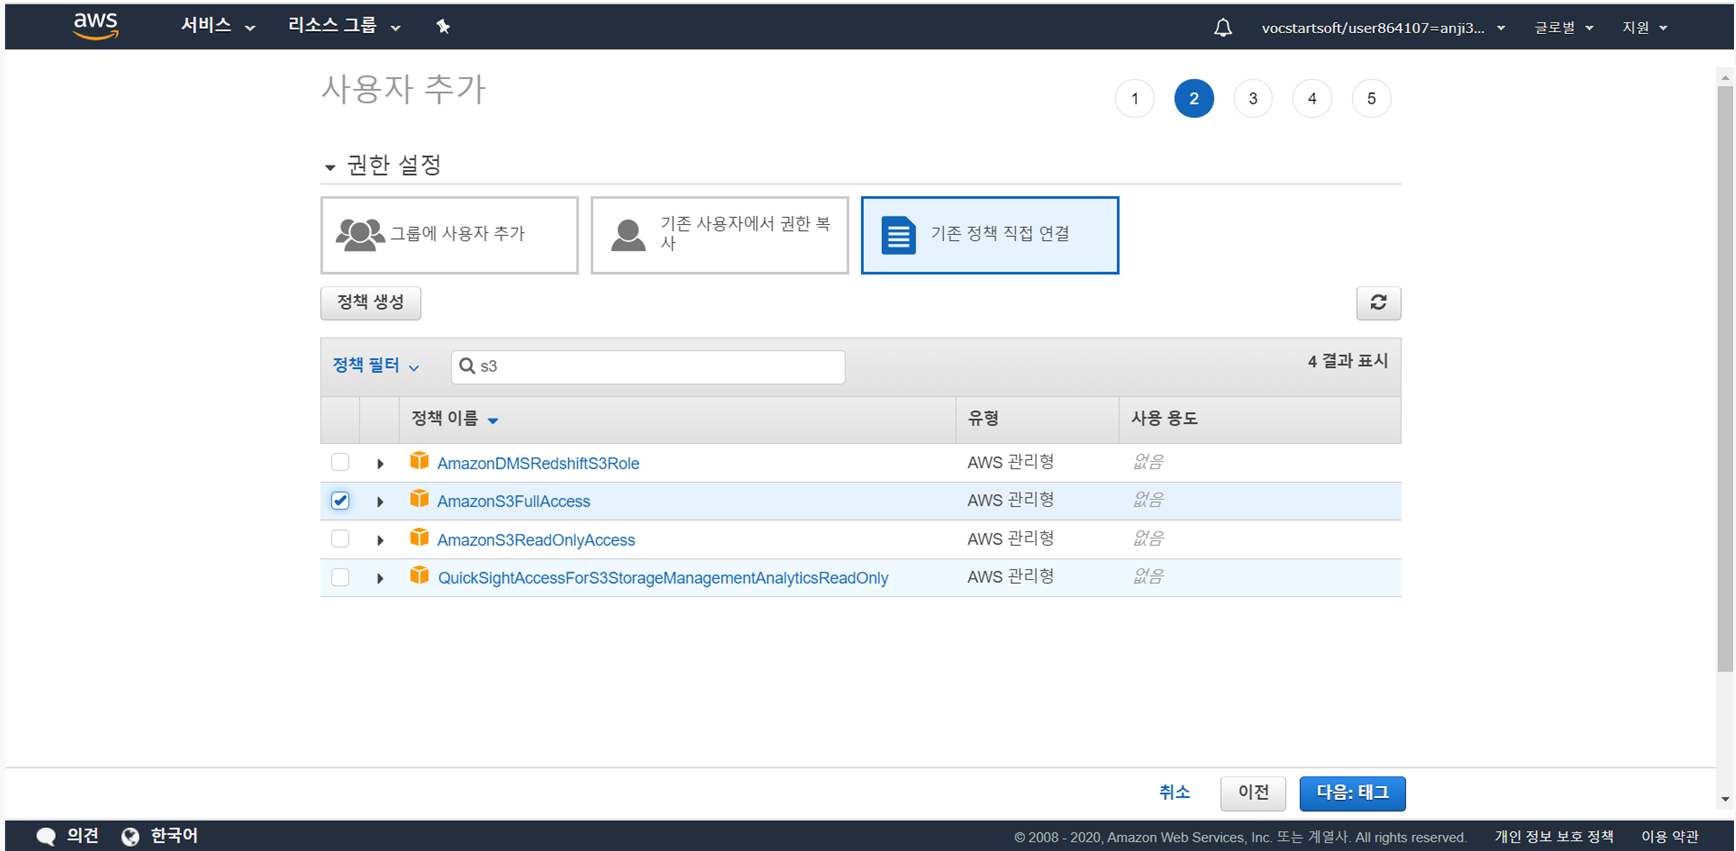 aws 서비스 리소스 그룹 vocstartsoft/user864107=anji3... 글로벌 지원
사용자 추가 1 2 3 4 5
권한 설정
그룹에 사용자 추가
기존 사용자에서 권한 복
사
기존 정책 직접 연결
정책 생성
정책 필터 s3 4 결과 표시
정책 이름 유형 사용 용도
AmazonDMSRedshiftS3Role AWS 관리형 없음
AmazonS3FullAccess AWS 관리형 없음
AmazonS3ReadOnlyAccess AWS 관리형 없음
QuickSightAccessForS3StorageManagementAnalyticsReadOnly AWS 관리형 없음
취소 이전 다음: 태그
의견 한국어 © 2008 - 2020, Amazon Web Services, Inc. 또는 계열사. All rights reserved. 개인 정보 보호 정책 이용 약관